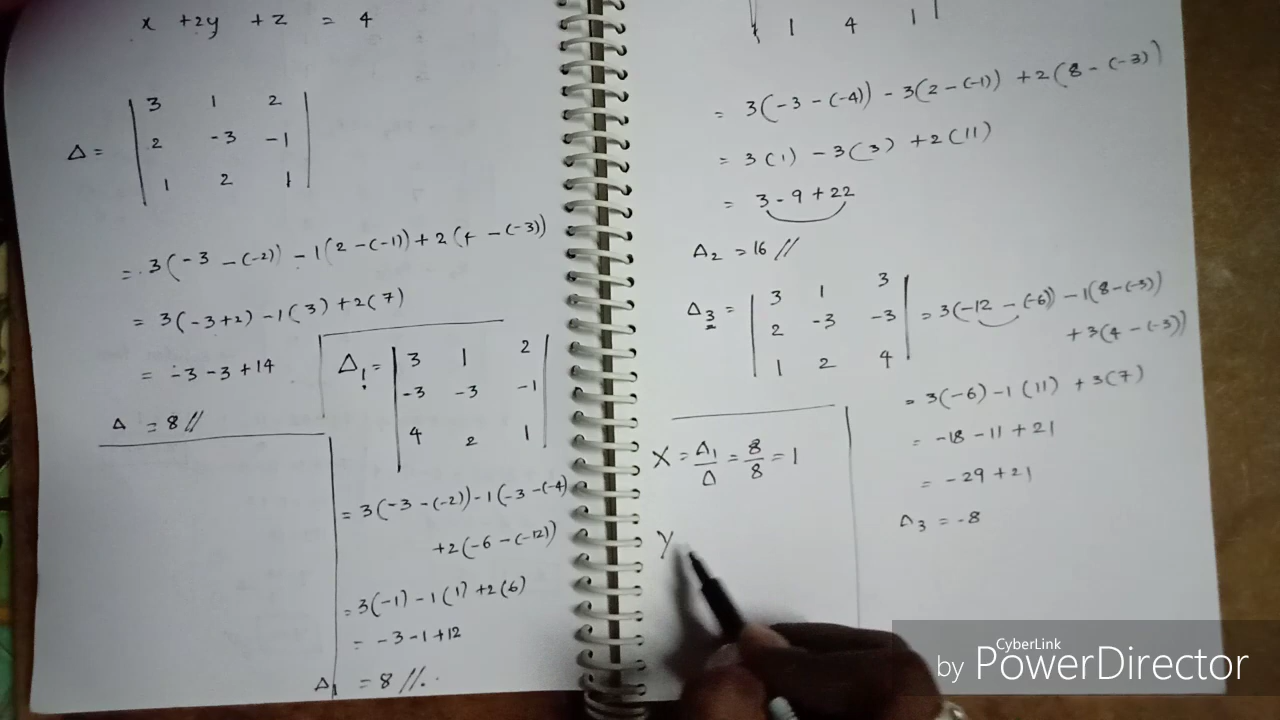 x + 2y + z = 4
Δ = | 3 1 2 |
| 2 -3 -1 |
| 1 2 1 |
= 3(-3 - (-2)) - 1(2 - (-1)) + 2(4 - (-3))
= 3(-3+2) - 1(3) + 2(7)
= -3 - 3 + 14
Δ = 8 //
Δ1 = | 3 1 2 |
| -3 -3 -1 |
| 4 2 1 |
= 3(-3 - (-2)) - 1(-3 - (-4)
+ 2(-6 - (-12))
= 3(-1) - 1(1) + 2(6)
= -3 - 1 + 12
Δ1 = 8 //.
| 1 4 1 |
= 3(-3 - (-4)) - 3(2 - (-1)) + 2(8 - (-3))
= 3(1) - 3(3) + 2(11)
= 3 - 9 + 22
Δ2 = 16 //
Δ3 = | 3 1 3 |
| 2 -3 -3 |
| 1 2 4 |
= 3(-12 - (-6)) - 1(8 - (-3))
+ 3(4 - (-3))
= 3(-6) - 1(11) + 3(7)
= -18 - 11 + 21
= -29 + 21
Δ3 = -8
X = Δ1/Δ = 8/8 = 1
Y
by CyberLink PowerDirector